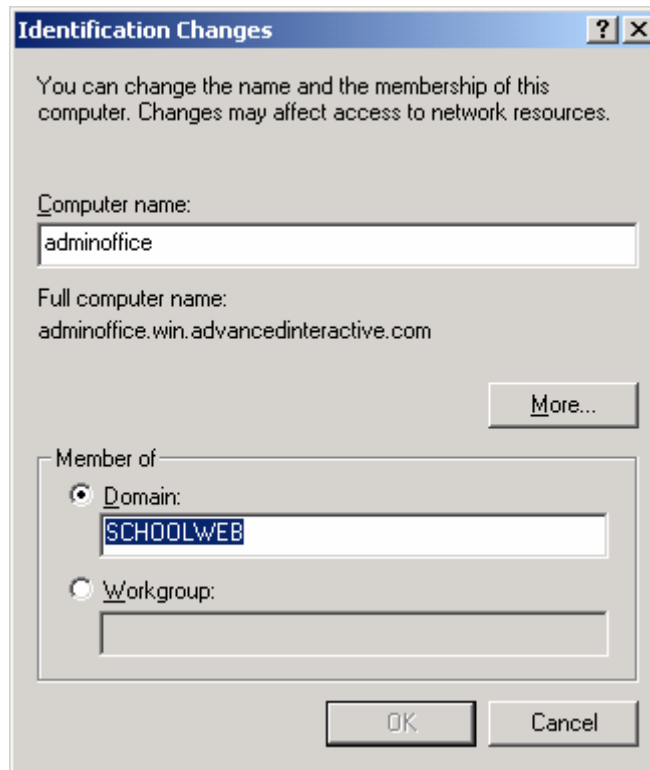 Identification Changes
You can change the name and the membership of this
computer. Changes may affect access to network resources.
Computer name:
adminoffice
Full computer name:
adminoffice.win.advancedinteractive.com
More...
Member of
Domain:
SCHOOLWEB
Workgroup:
OK Cancel